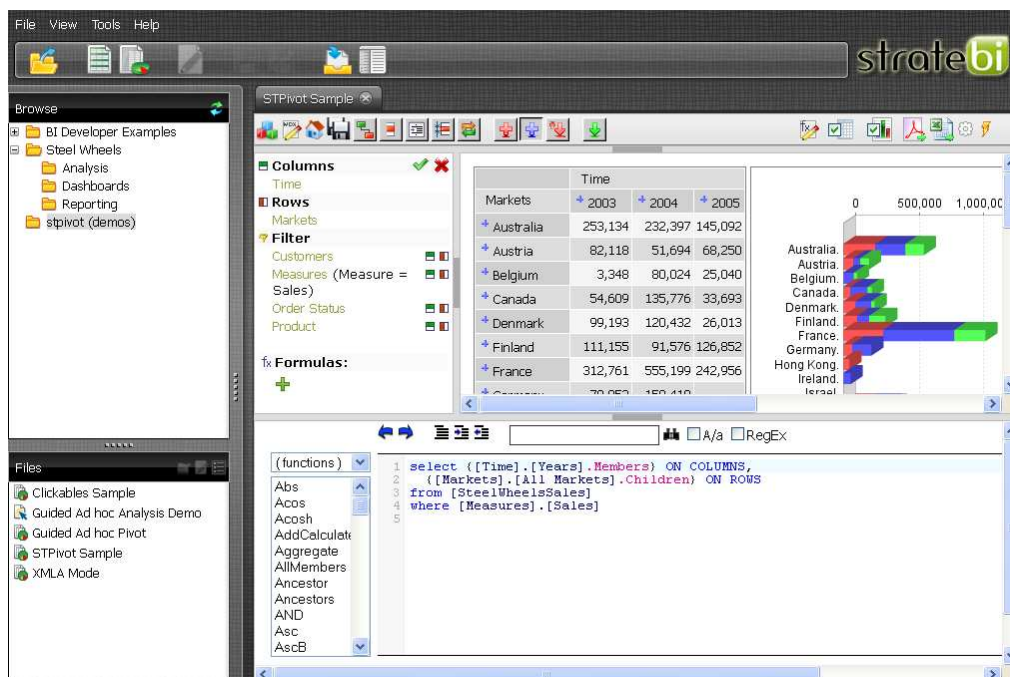 File View Tools Help
stratebi
Browse
BI Developer Examples
Steel Wheels
Analysis
Dashboards
Reporting
stpivot (demos)
Files
Clickables Sample
Guided Ad hoc Analysis Demo
Guided Ad hoc Pivot
STPivot Sample
XMLA Mode
STPivot Sample
MDX
Columns
Time
Rows
Markets
Filter
Customers
Measures (Measure =
Sales)
Order Status
Product
fx Formulas:
Time
Markets 2003 2004 2005
Australia 253,134 232,397 145,092
Austria 82,118 51,694 68,250
Belgium 3,348 80,024 25,040
Canada 54,609 135,776 33,693
Denmark 99,193 120,432 26,013
Finland 111,155 91,576 126,852
France 312,761 555,199 242,956
0 500,000 1,000,00
Australia.
Austria.
Belgium.
Canada.
Denmark.
Finland.
France.
Germany.
Hong Kong.
Ireland.
Israel
A/a RegEx
(functions)
Abs
Acos
Acosh
AddCalculate
Aggregate
AllMembers
Ancestor
Ancestors
AND
Asc
AscB
1 select {[Time].[Years].Members} ON COLUMNS,
2 {[Markets].[All Markets].Children} ON ROWS
3 from [SteelWheelsSales]
4 where [Measures].[Sales]
5